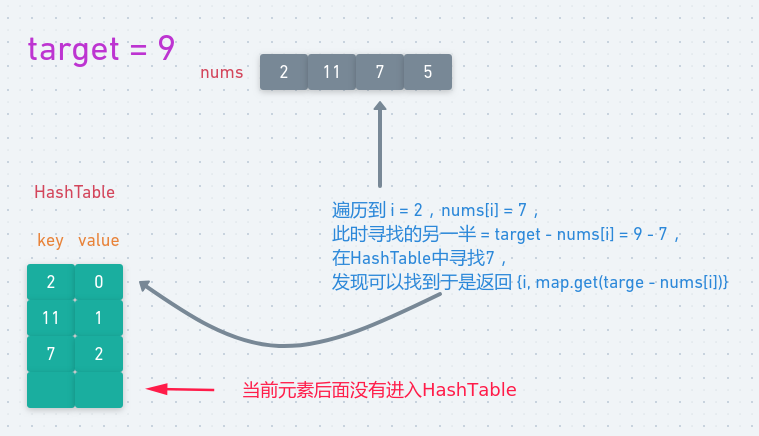 target = 9
nums 2 11 7 5
HashTable
key value
2 0
11 1
7 2
遍历到 i = 2 , nums[i] = 7 ,
此时寻找的另一半 = target - nums[i] = 9 - 7 ,
在HashTable中寻找7 ,
发现可以找到于是返回 {i, map.get(targe - nums[i])}
当前元素后面没有进入HashTable